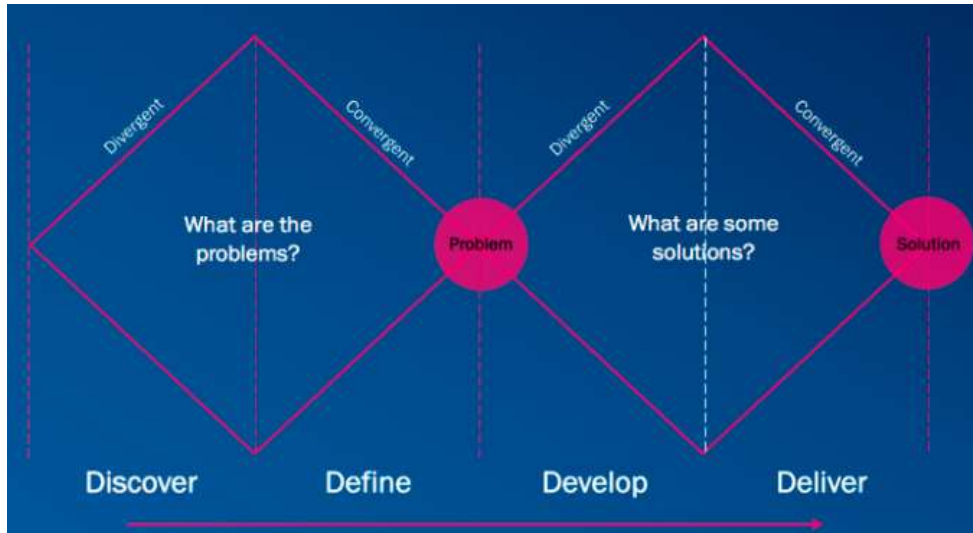 Divergent
Convergent
What are the
problems?
Problem
Divergent
Convergent
What are some
solutions?
Solution
Discover
Define
Develop
Deliver